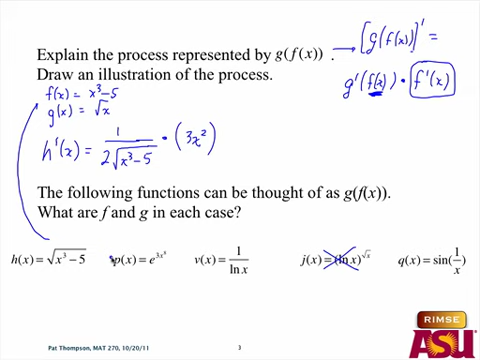 Explain the process represented by g(f(x)) . → [g(f(x))]' =
Draw an illustration of the process. g'(f(x)) • f'(x)
f(x) = x³-5
g(x) = √x
h'(x) = 1/(2√(x³-5)) • (3x²)
The following functions can be thought of as g(f(x)).
What are f and g in each case?
h(x) = √(x³ − 5) p(x) = e^(3x⁸) v(x) = 1/(ln x) j(x) = (ln x)^(√x) q(x) = sin(1/x)
Pat Thompson, MAT 270, 10/20/11 3
RIMSE
ASU